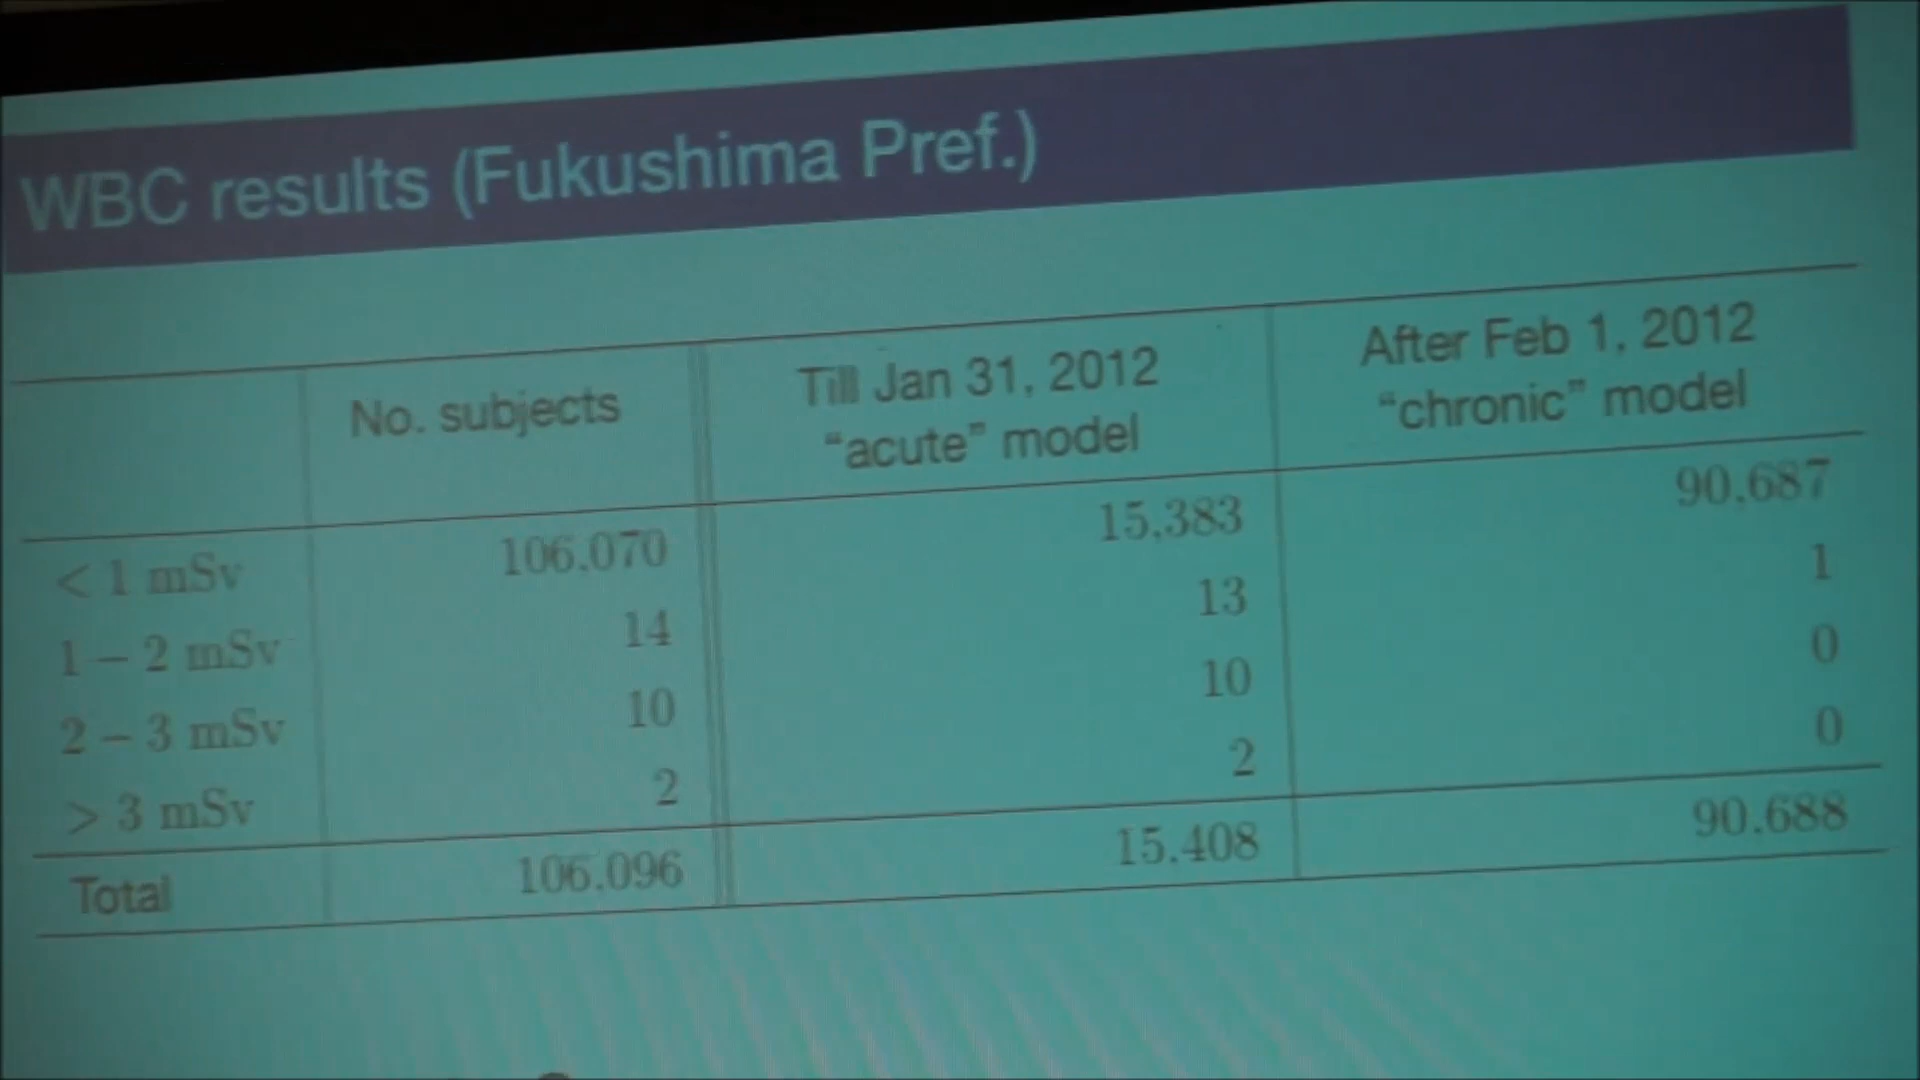 WBC results (Fukushima Pref.)
No. subjects
Till Jan 31, 2012
"acute" model
After Feb 1, 2012
"chronic" model
< 1 mSv 106,070 15,383 90,687
1 – 2 mSv 14 13 1
2 – 3 mSv 10 10 0
> 3 mSv 2 2 0
Total 106,096 15,408 90,688